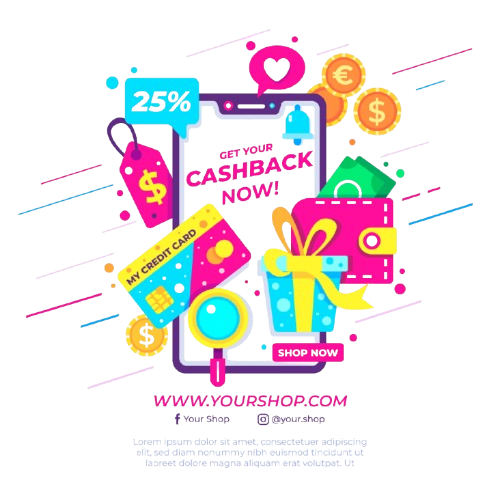 25%
GET YOUR
CASHBACK
NOW!
$
€
$
MY CREDIT CARD
$
SHOP NOW
WWW.YOURSHOP.COM
Your Shop @your.shop
Lorem ipsum dolor sit amet, consectetuer adipiscing
elit, sed diam nonummy nibh euismod tincidunt ut
laoreet dolore magna aliquam erat volutpat. Ut